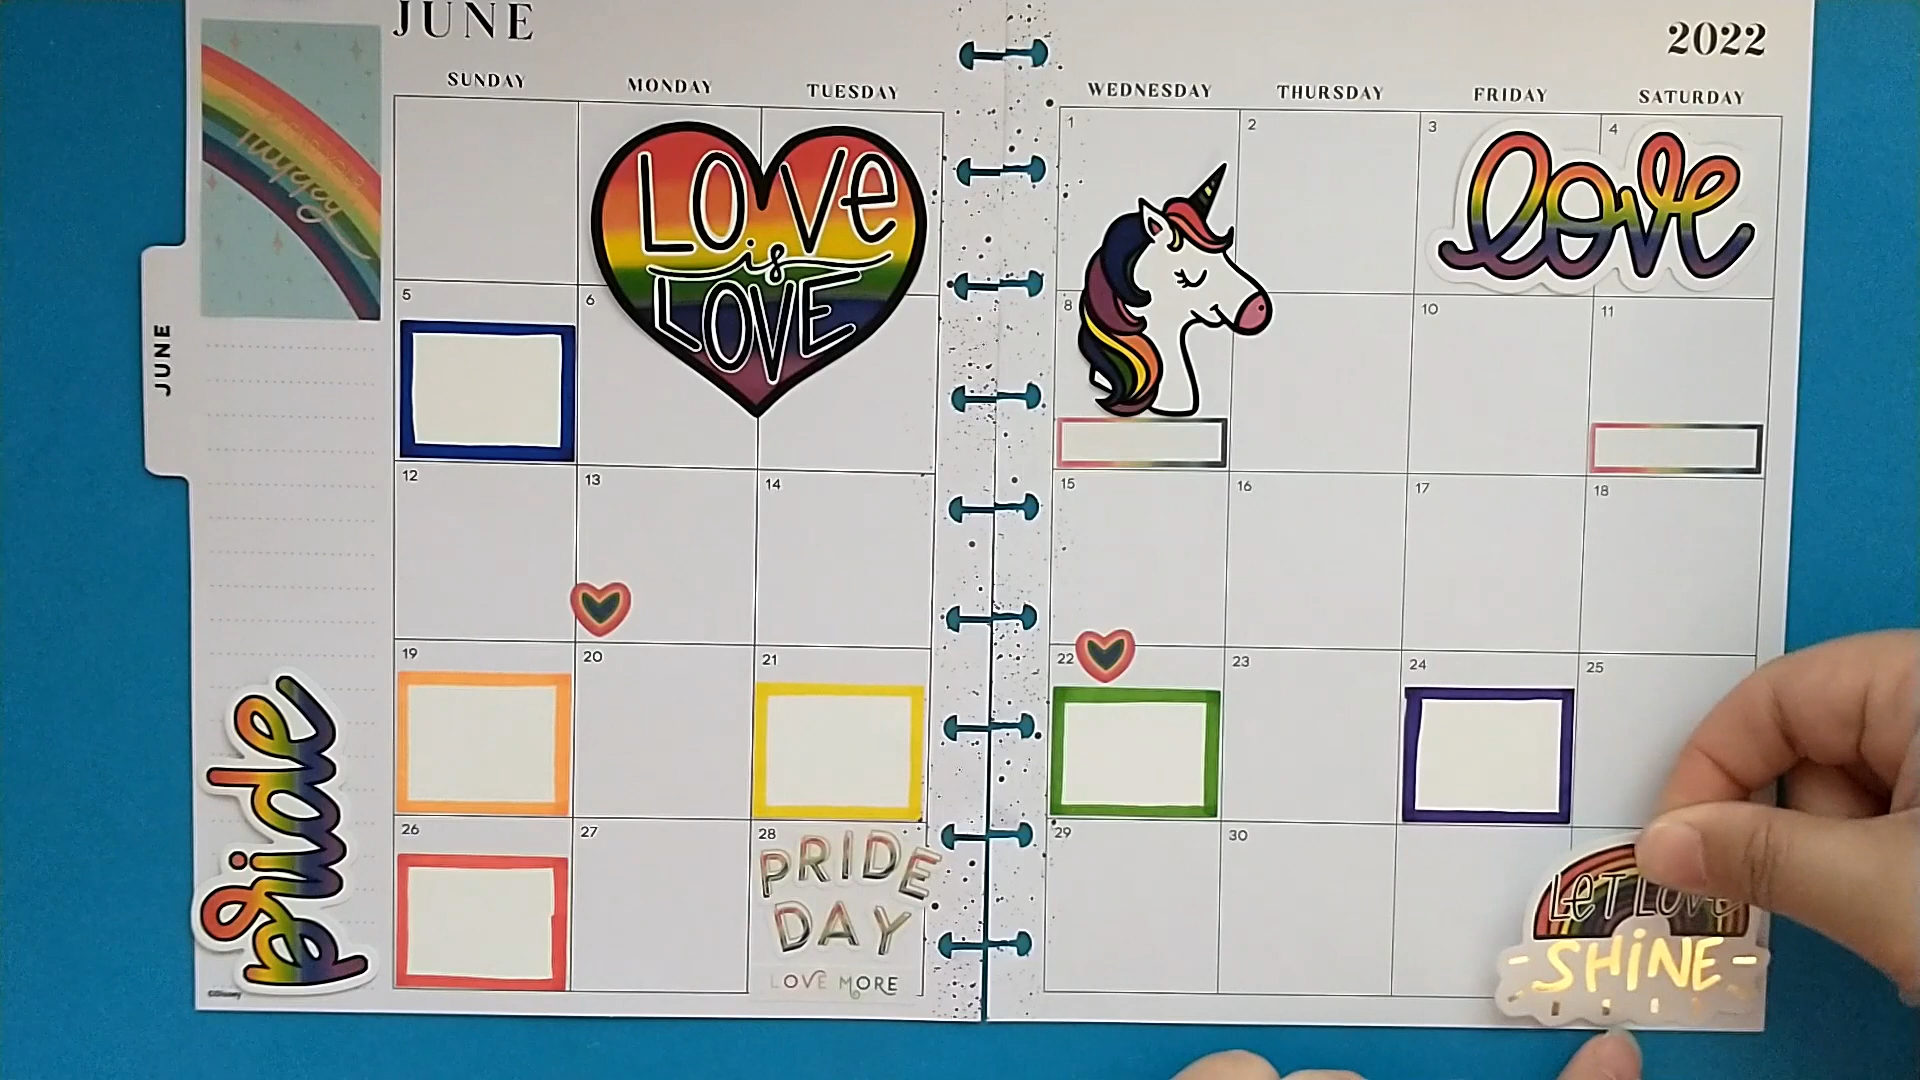 JUNE
2022
SUNDAY
MONDAY
TUESDAY
WEDNESDAY
THURSDAY
FRIDAY
SATURDAY
happy
LOVE
is
LOVE
1
2
3
4
love
5
6
8
10
11
JUNE
12
13
14
15
16
17
18
19
20
21
22
23
24
25
pride
26
27
28
PRIDE
DAY
LOVE MORE
29
30
LeT LOVe
SHiNE
©Disney